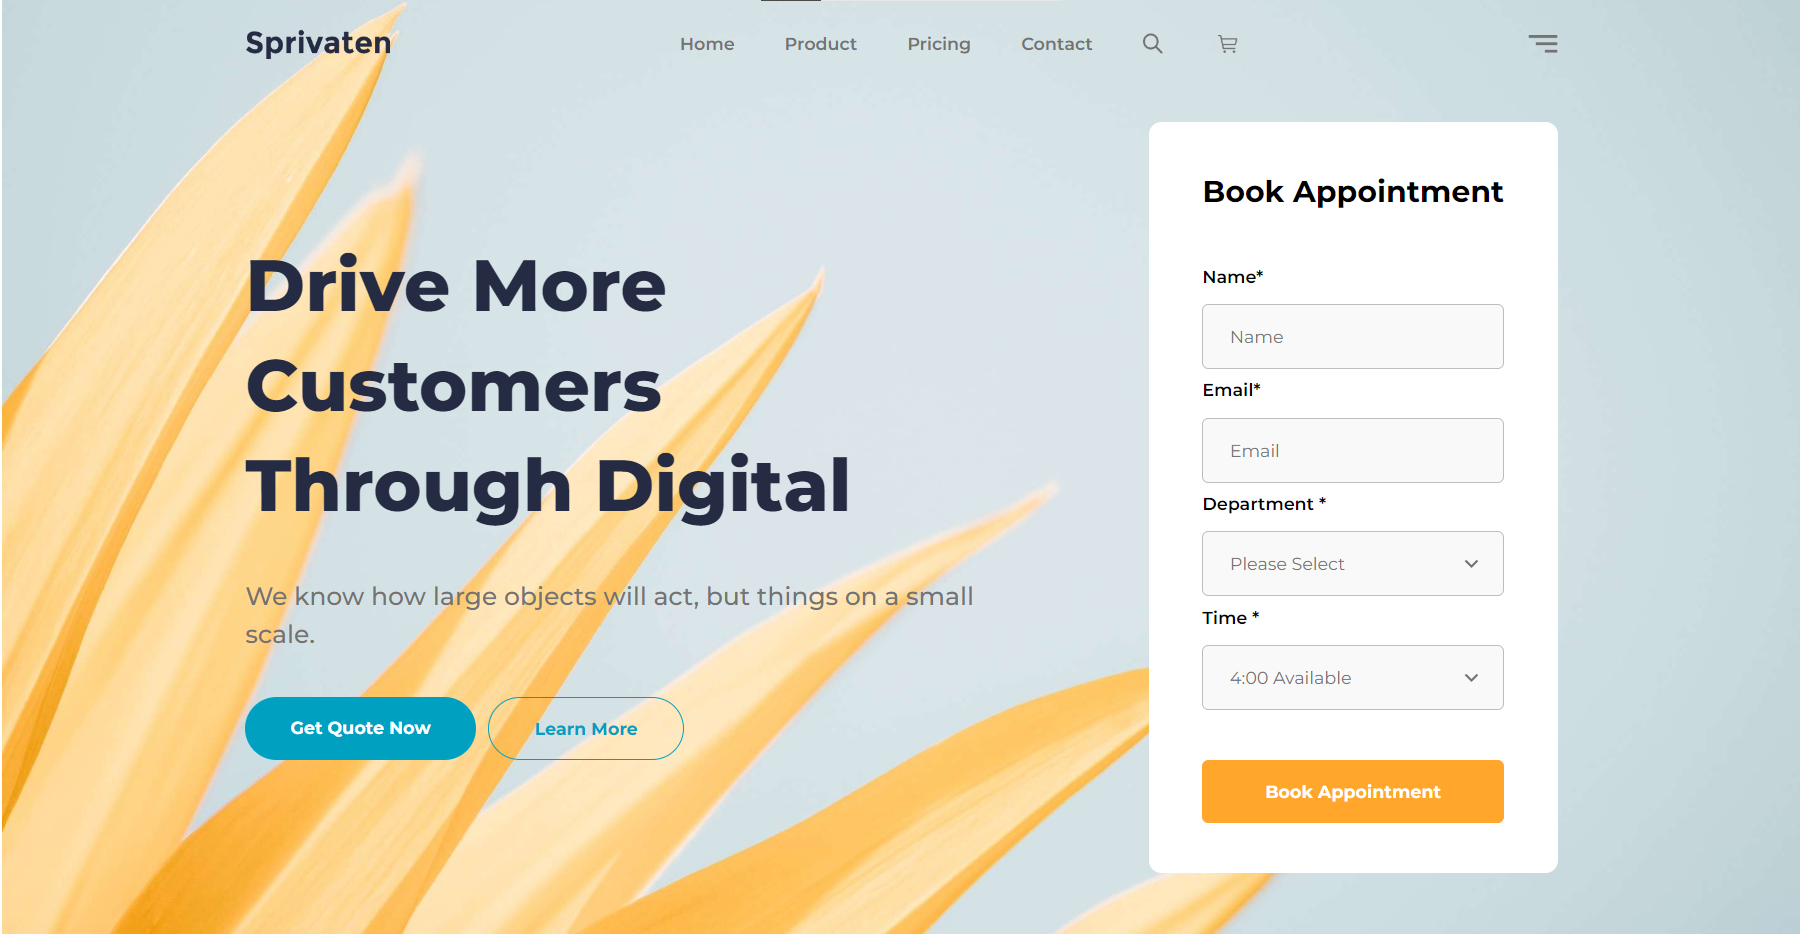 Sprivaten
Home Product Pricing Contact
Drive More
Customers
Through Digital
We know how large objects will act, but things on a small
scale.
Get Quote Now Learn More
Book Appointment
Name*
Name
Email*
Email
Department *
Please Select
Time *
4:00 Available
Book Appointment